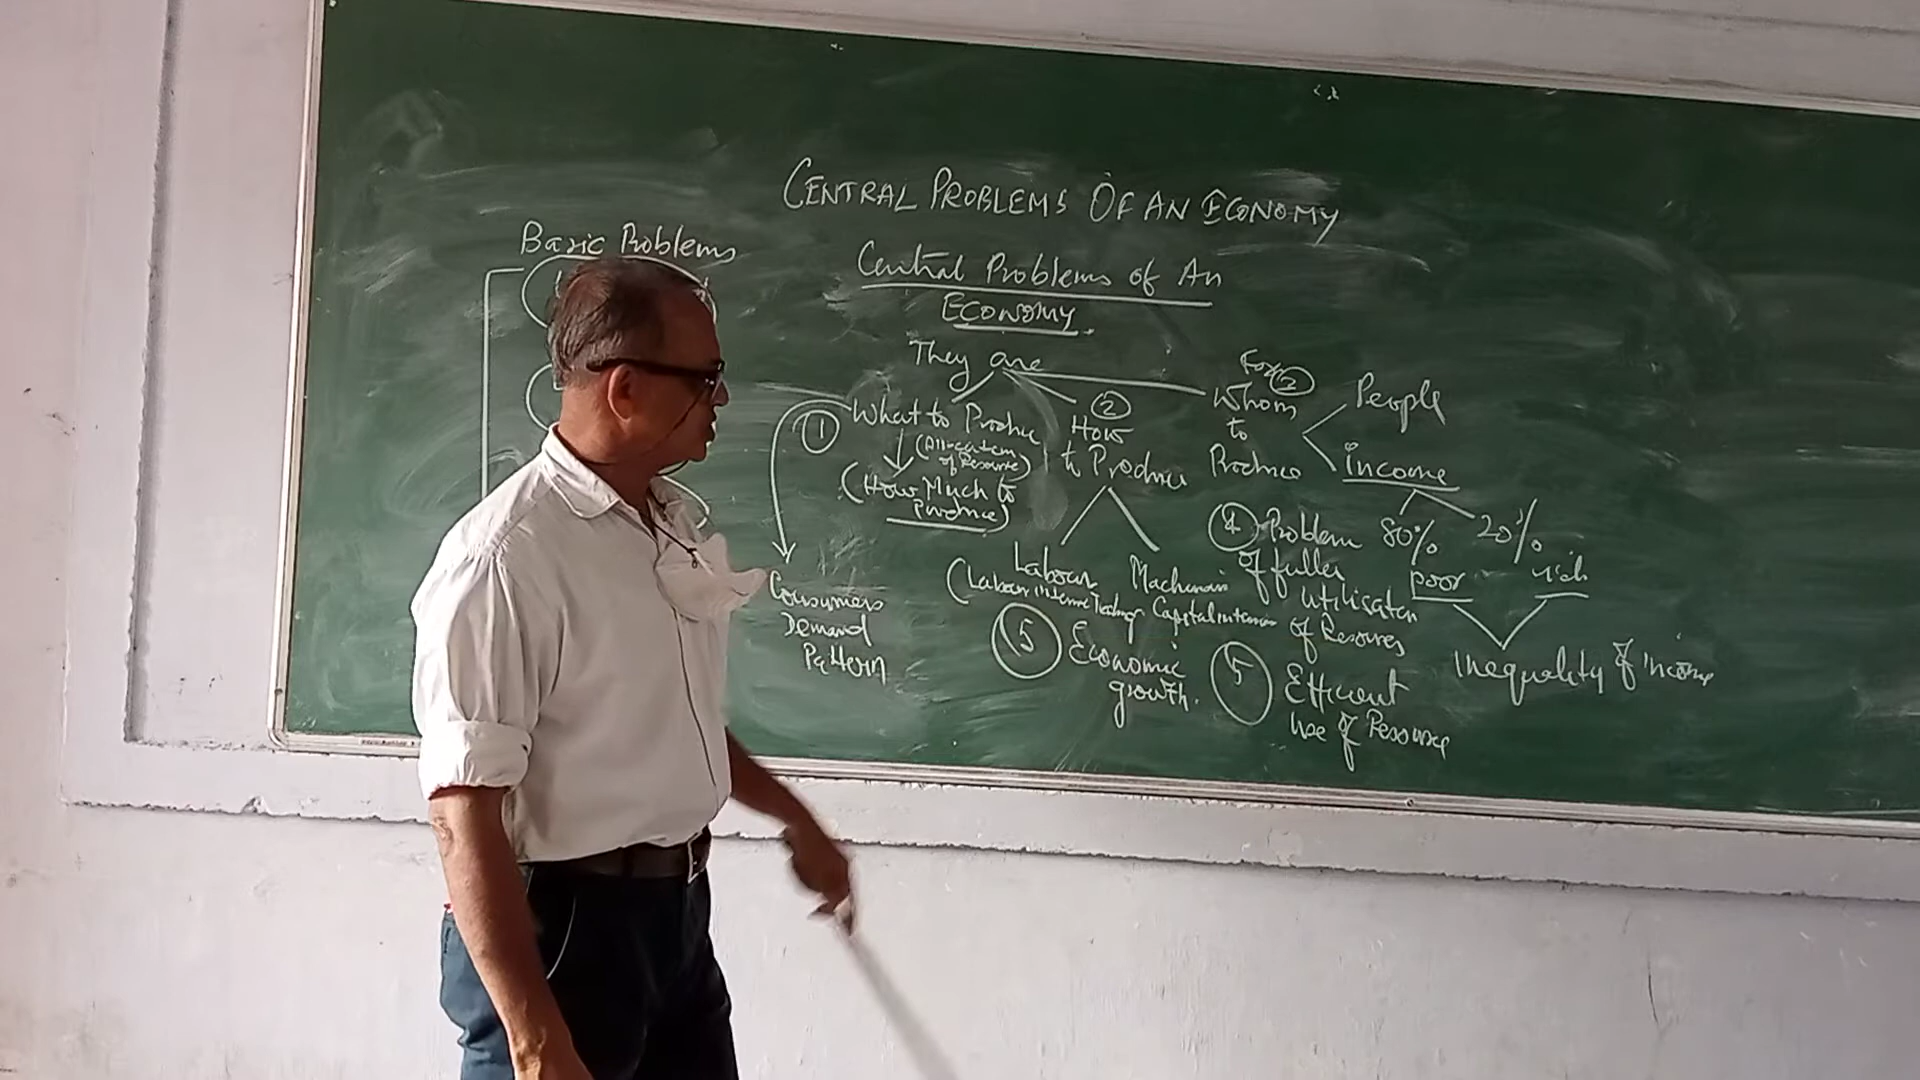 CENTRAL PROBLEMS OF AN ECONOMY
Basic Problems
Central Problems of An
ECONOMY.
They are
① What to Produce
(Allocation
of Resource)
(How Much to
Produce)
Consumers
Demand
Pattern
②
How
to Produce
Labour
Machineries
(Labour Intensive Technology
Capital intensive
For ②
Whom
to
Produce
People
income
80%
20%
poor
rich
Inequality of income
④ Problem
of fuller
utilisation
of Resources
⑤ Economic
growth.
⑤ Efficient
use of Resource